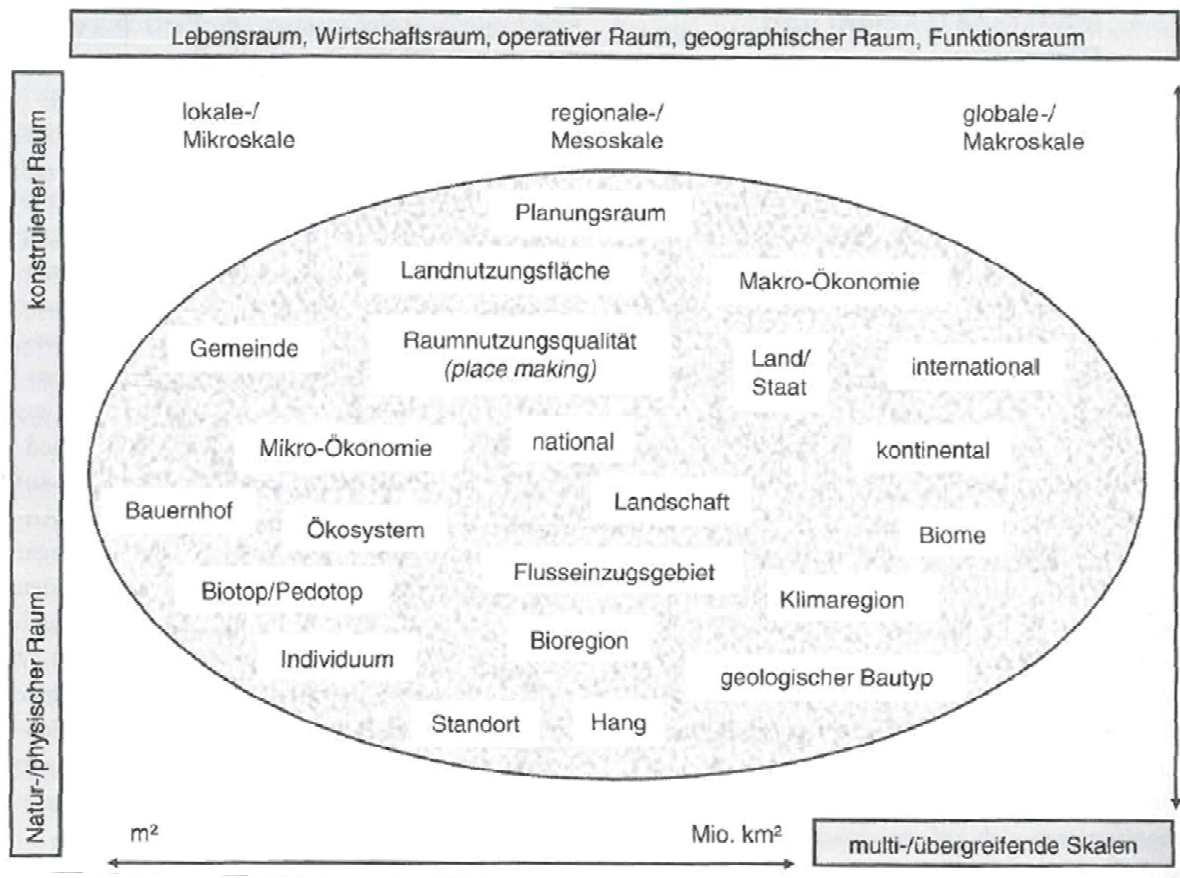 Lebensraum, Wirtschaftsraum, operativer Raum, geographischer Raum, Funktionsraum
konstruierter Raum
Natur-/physischer Raum
lokale-/
Mikroskale
regionale-/
Mesoskale
globale-/
Makroskale
Planungsraum
Landnutzungsfläche
Makro-Ökonomie
Gemeinde
Raumnutzungsqualität
(place making)
Land/
Staat
international
Mikro-Ökonomie
national
kontinental
Bauernhof
Ökosystem
Landschaft
Biome
Biotop/Pedotop
Flusseinzugsgebiet
Klimaregion
Individuum
Bioregion
geologischer Bautyp
Standort
Hang
m²
Mio. km²
multi-/übergreifende Skalen